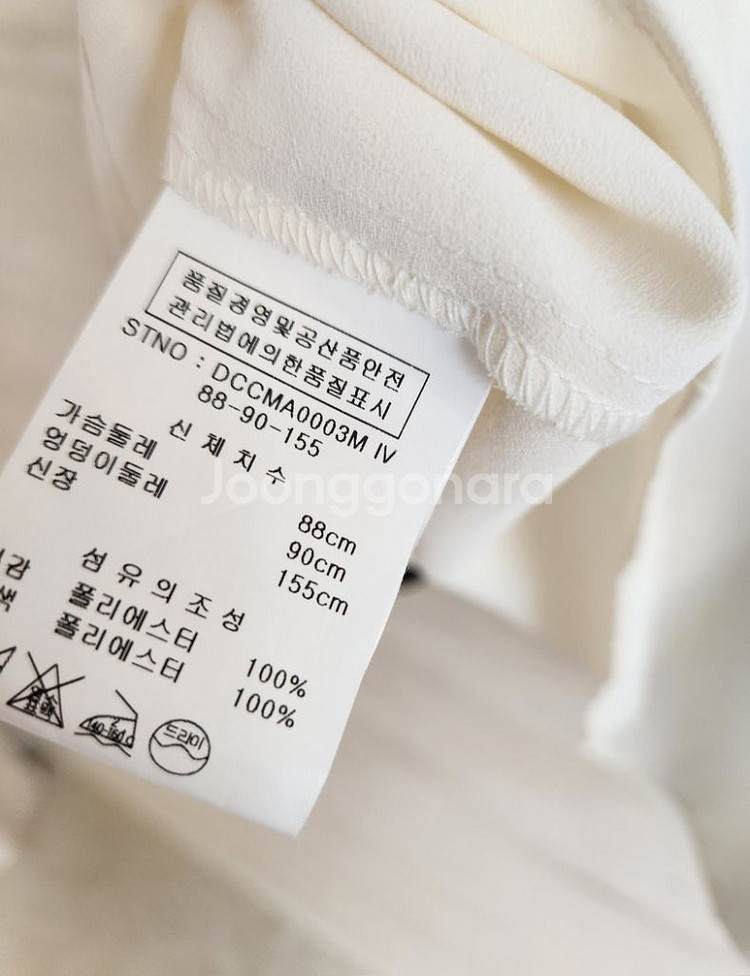 품질경영및공산품안전
관리법에의한품질표시
STNO : DCCMA0003M IV
88-90-155
신 체 치 수
가슴둘레 88cm
엉덩이둘레 90cm
신장 155cm
섬 유 의 조 성
감 폴리에스터 100%
색 폴리에스터 100%
드라이
Joonggonara